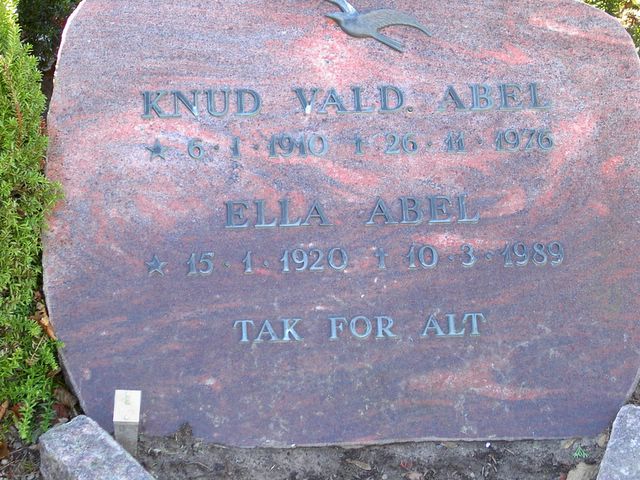 KNUD VALD. ABEL
★ 6·1·1910 † 26·11·1976
ELLA ABEL
★ 15·1·1920 † 10·3·1989
TAK FOR ALT